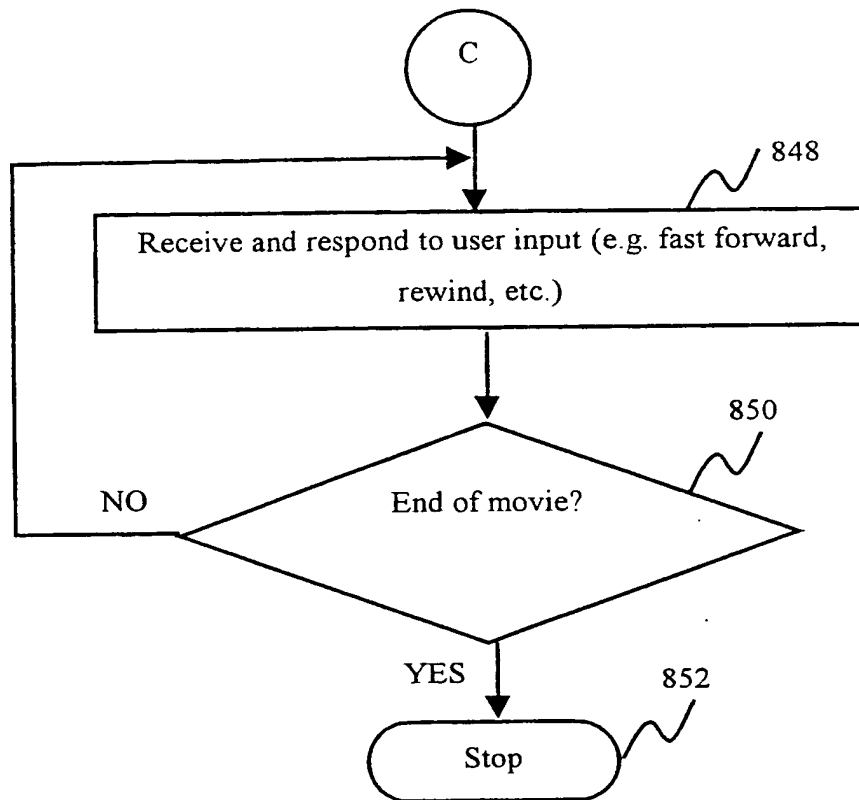 C
848
Receive and respond to user input (e.g. fast forward,
rewind, etc.)
850
NO
End of movie?
YES
852
Stop